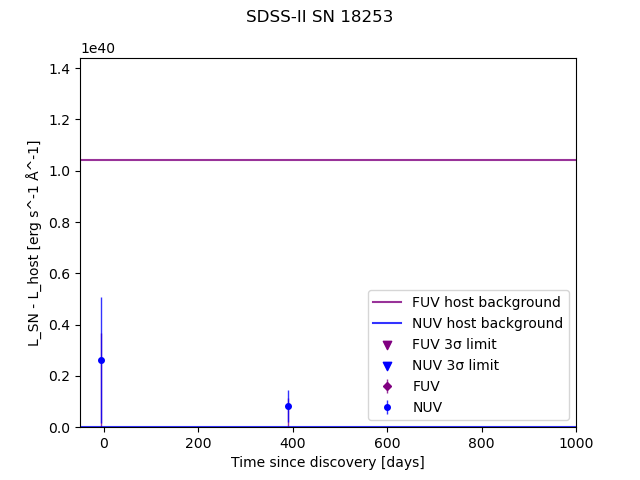 SDSS-II SN 18253
1e40
1.4
1.2
1.0
0.8
0.6
0.4
0.2
0.0
L_SN - L_host [erg s^-1 Å^-1]
FUV host background
NUV host background
FUV 3σ limit
NUV 3σ limit
FUV
NUV
0 200 400 600 800 1000
Time since discovery [days]